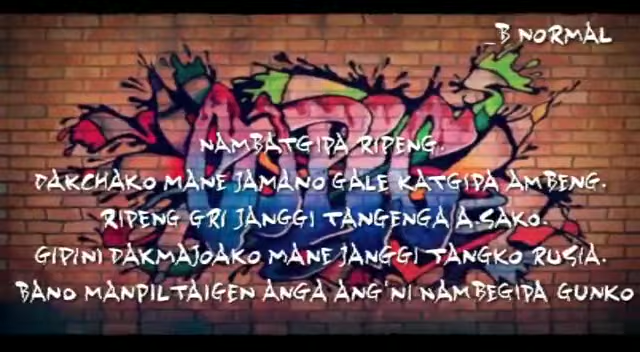 _B NORMAL
NAMBATGIPA RIPENG.
DAKCHAKO MANE JAMANO GALE KATGIPA AMBENG.
RIPENG GRI JANGGI TANGENGA A.SAKO.
GIPINI DAKMAJOAKO MANE JANGGI TANGKO RUSIA.
BANO MANPILTAIGEN ANGA ANG'NI NAMBEGIPA GUNKO